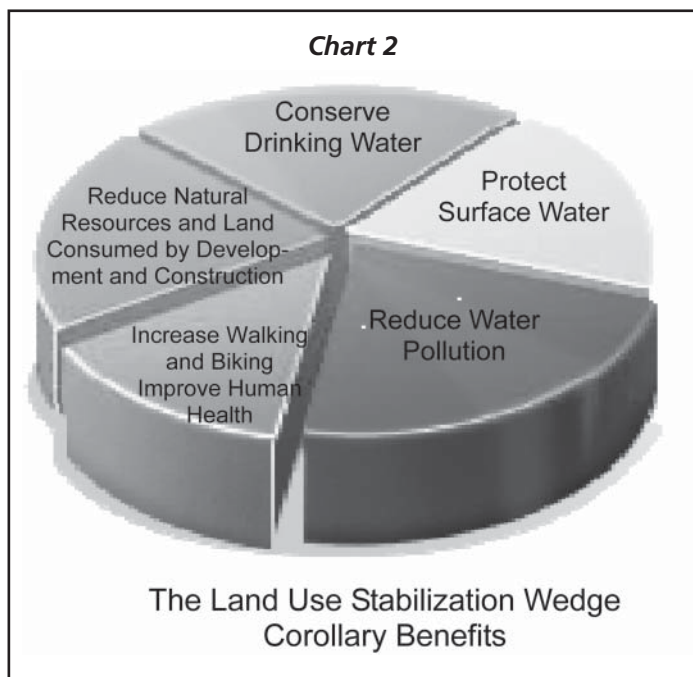 Chart 2
Conserve
Drinking Water
Protect
Surface Water
Reduce Natural
Resources and Land
Consumed by Develop-
ment and Construction
Reduce Water
Pollution
Increase Walking
and Biking
Improve Human
Health
The Land Use Stabilization Wedge
Corollary Benefits